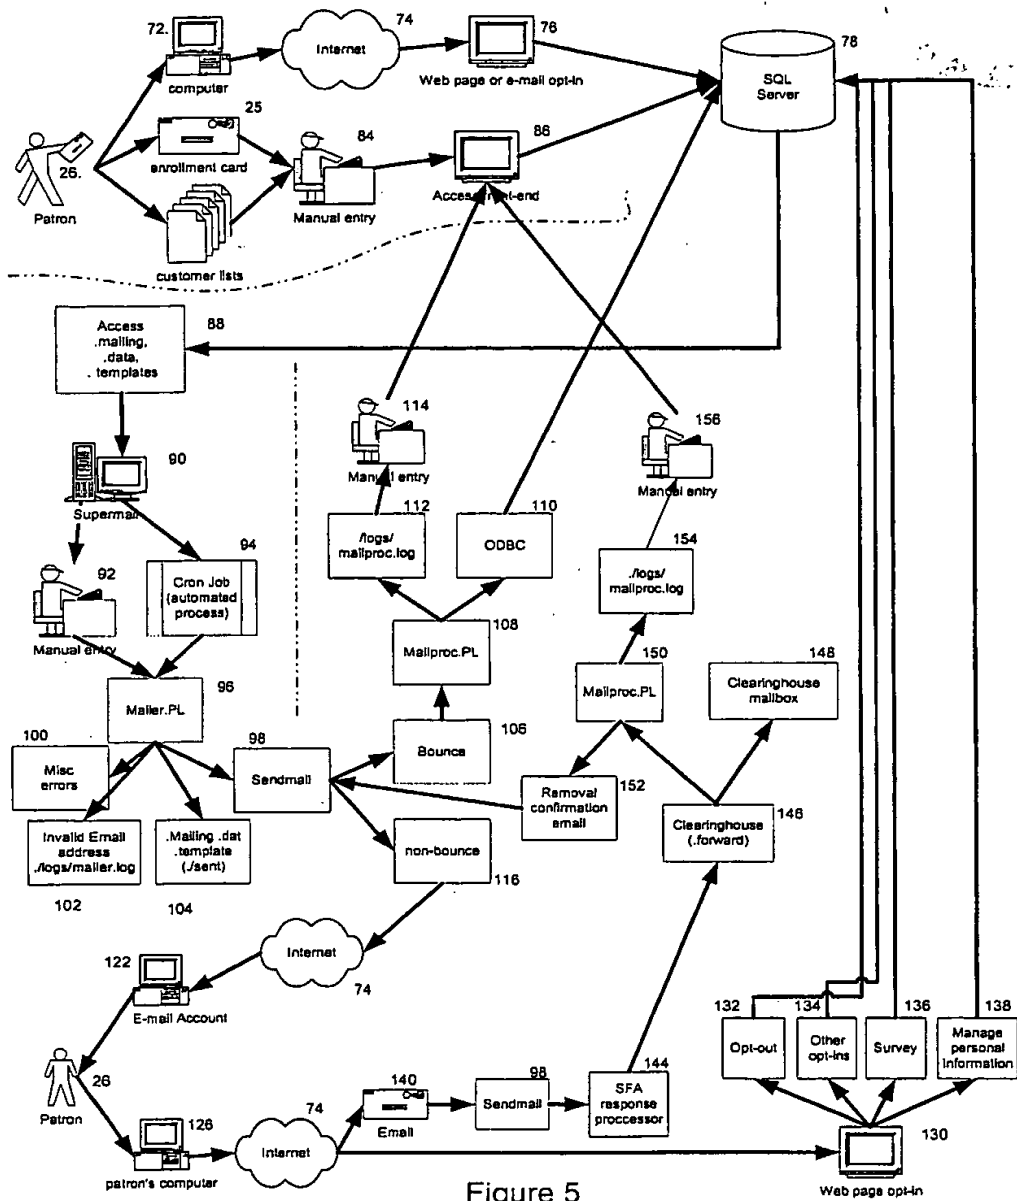 72.
74
76
78
Internet
SQL
Server
computer
Web page or e-mail opt-in
25
84
86
enrollment card
26.
Patron
Manual entry
customer lists
Access
.mailing,
.data,
.templates
88
90
Supermail
114
Manual entry
156
Manual entry
112
/logs/
mailproc.log
110
ODBC
154
./logs/
mailproc.log
92
Manual entry
94
Cron Job
(automated
process)
108
Mailproc.PL
150
Mailproc.PL
148
Clearinghouse
mailbox
96
Mailer.PL
100
Misc
errors
98
Sendmail
106
Bounce
152
Removal
confirmation
email
146
Clearinghouse
(.forward)
Invalid Email
address
./logs/mailer.log
102
.Mailing .dat
.template
(./sent)
104
non-bounce
116
Internet
74
122
E-mail Account
132
Opt-out
134
Other
opt-ins
136
Survey
138
Manage
personal
information
26
Patron
126
patron's computer
74
Internet
140
Email
98
Sendmail
144
SFA
response
proccessor
130
Web page opt-in
Figure 5